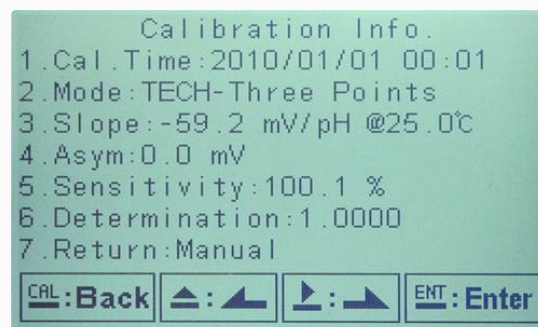 Calibration Info.
1.Cal.Time:2010/01/01 00:01
2.Mode:TECH-Three Points
3.Slope:-59.2 mV/pH @25.0℃
4.Asym:0.0 mV
5.Sensitivity:100.1 %
6.Determination:1.0000
7.Return:Manual
CAL:Back : : ENT:Enter